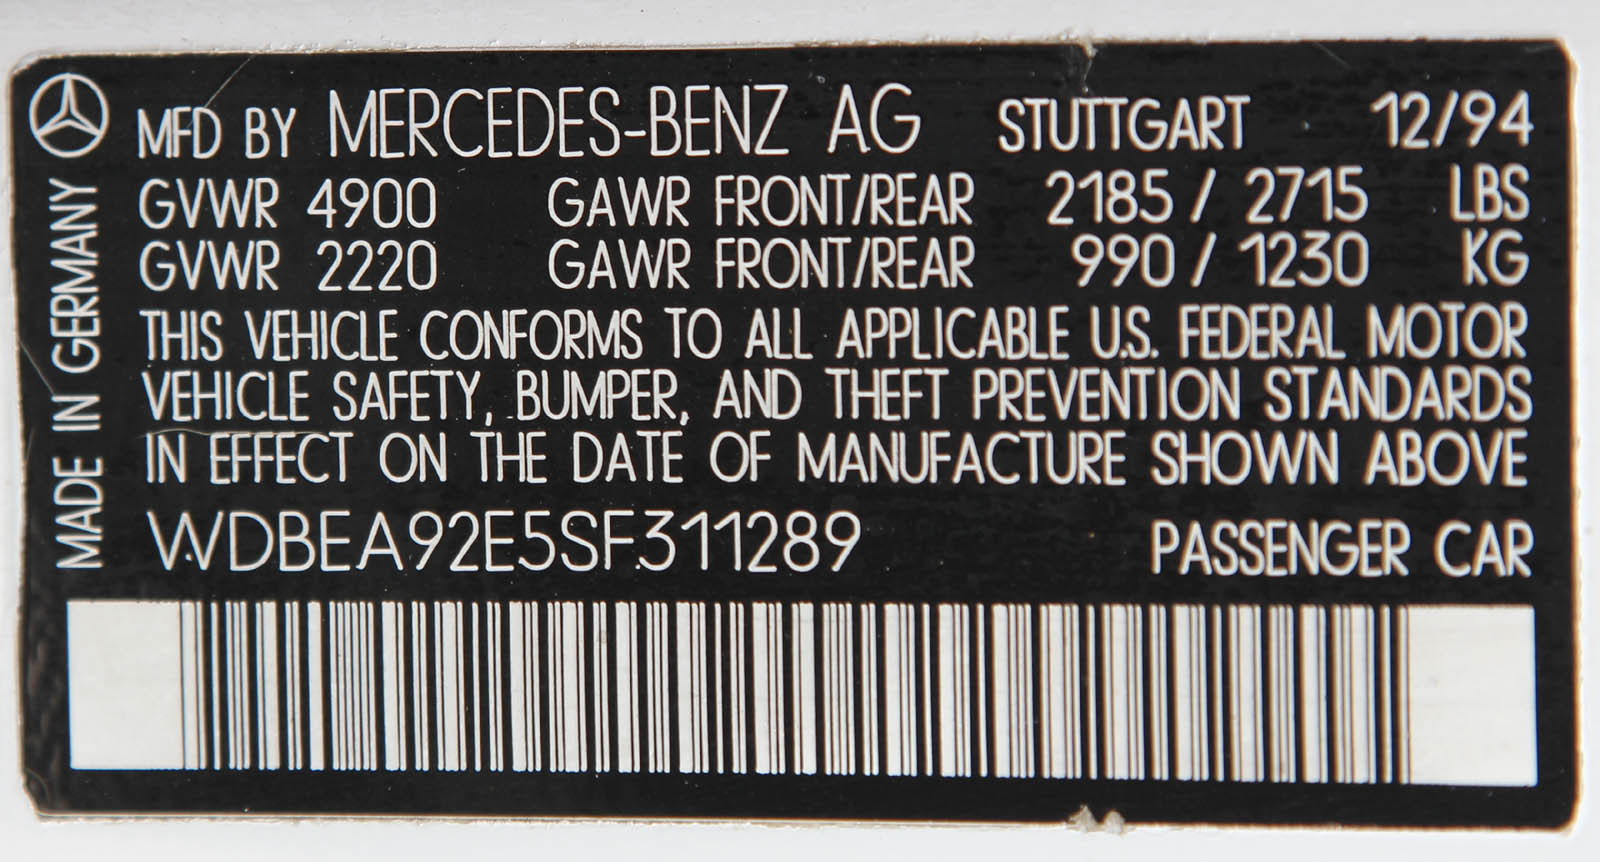 MFD BY MERCEDES-BENZ AG STUTTGART 12/94
GVWR 4900 GAWR FRONT/REAR 2185 / 2715 LBS
GVWR 2220 GAWR FRONT/REAR 990 / 1230 KG
THIS VEHICLE CONFORMS TO ALL APPLICABLE U.S. FEDERAL MOTOR
VEHICLE SAFETY, BUMPER, AND THEFT PREVENTION STANDARDS
IN EFFECT ON THE DATE OF MANUFACTURE SHOWN ABOVE
WDBEA92E5SF311289 PASSENGER CAR
MADE IN GERMANY